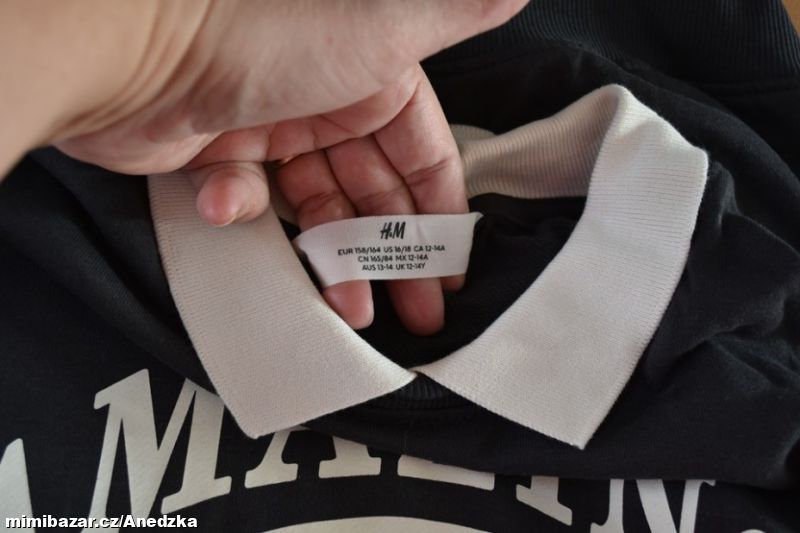 H&M
EUR 158/164 US 16/18 CA 12-14A
CN 165/84 MX 12-14A
AUS 13-14 UK 12-14Y
mimibazar.cz/Anedzka